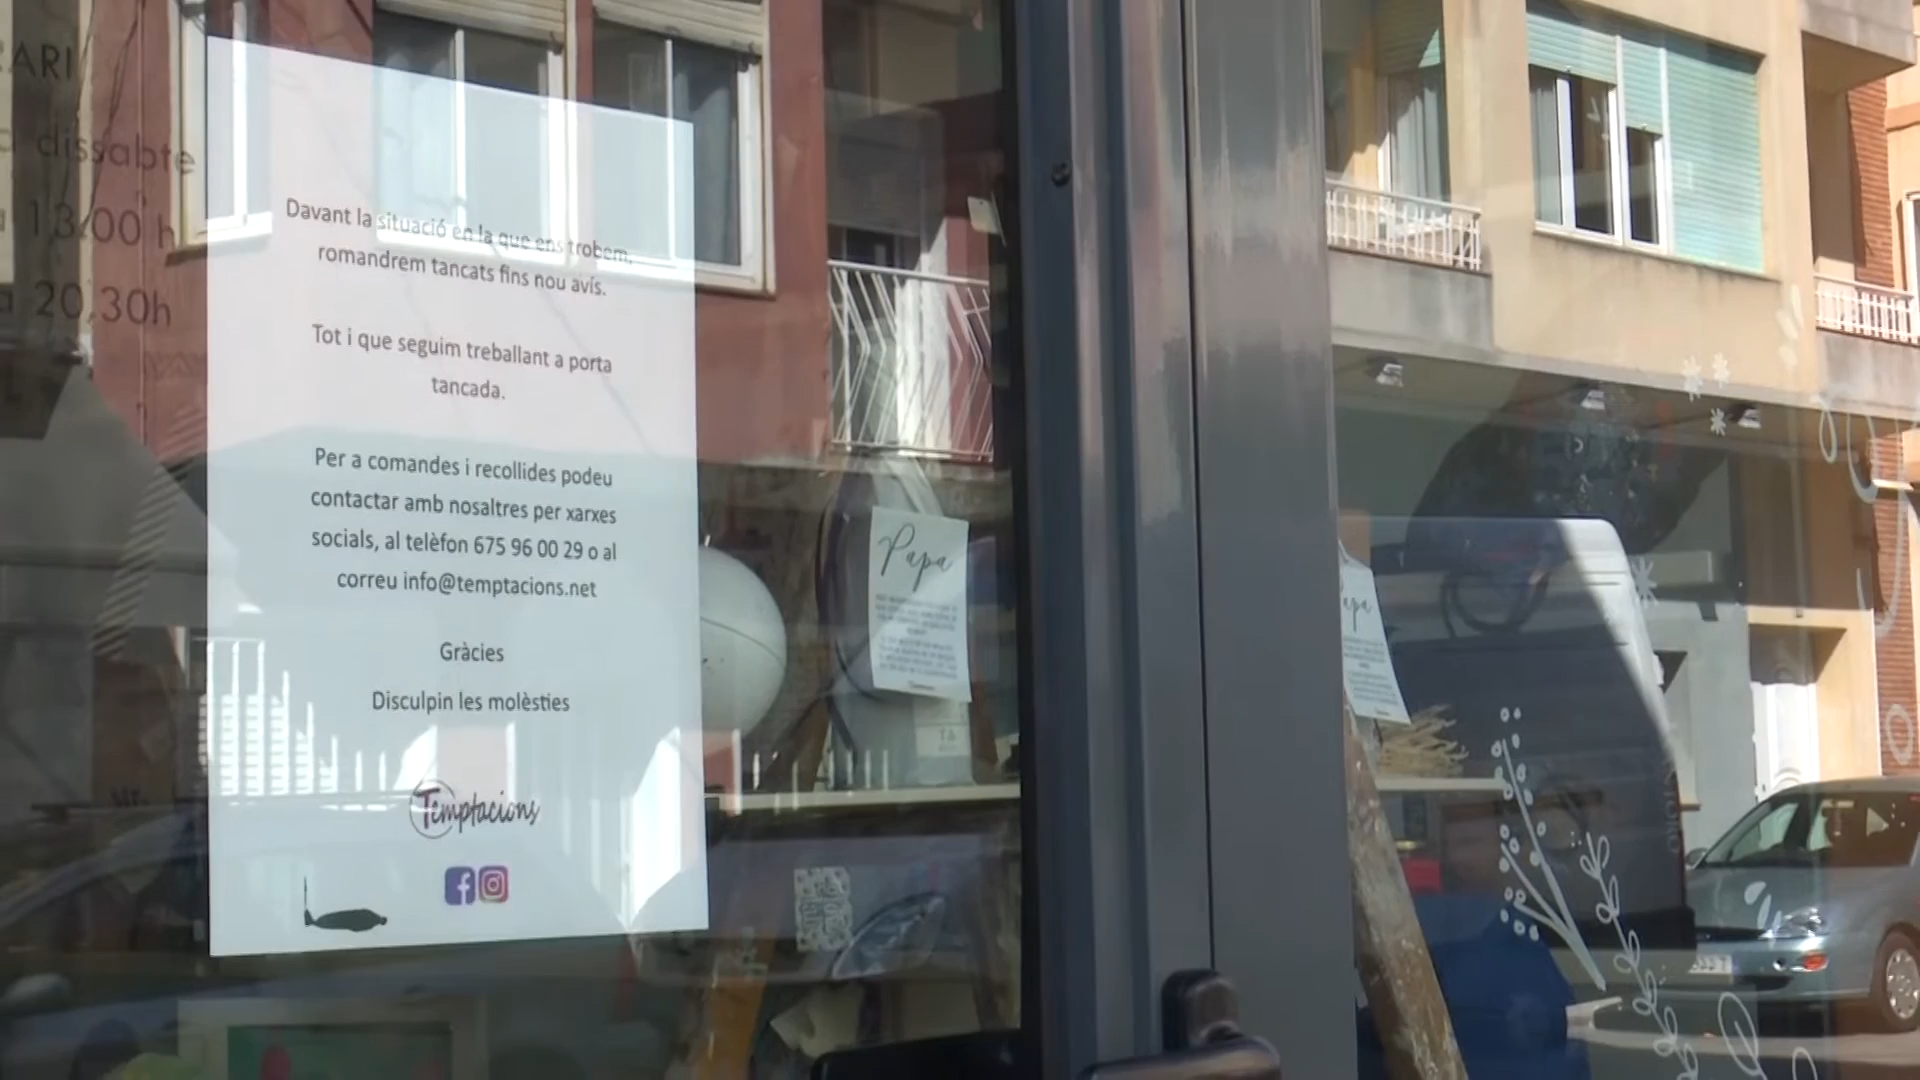 ARI
dissabte
a 13,00 h
a 20,30h
Davant la situació en la que ens trobem,
romandrem tancats fins nou avís.
Tot i que seguim treballant a porta
tancada.
Per a comandes i recollides podeu
contactar amb nosaltres per xarxes
socials, al telèfon 675 96 00 29 o al
correu info@temptacions.net
Gràcies
Disculpin les molèsties
Temptacions
Papa
apa